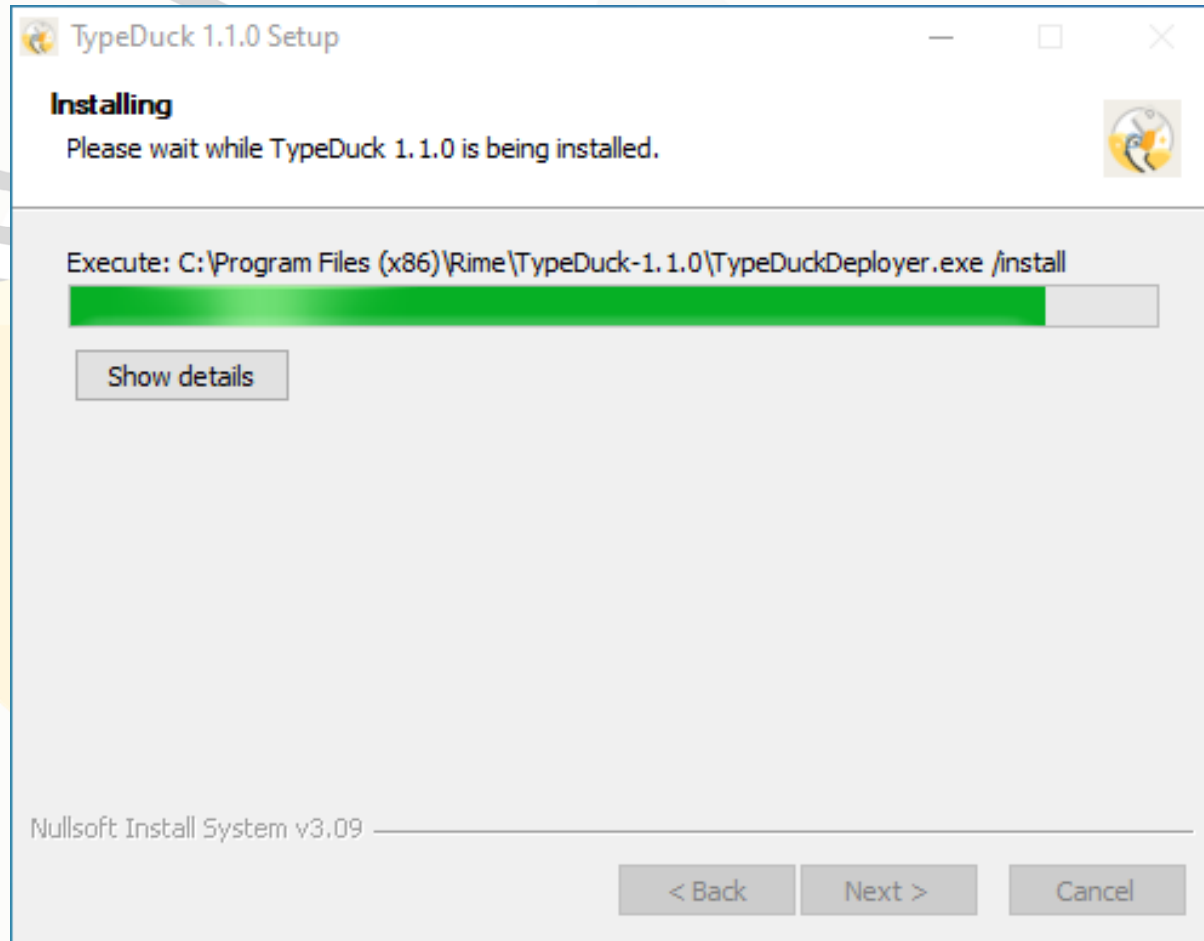 TypeDuck 1.1.0 Setup
Installing
Please wait while TypeDuck 1.1.0 is being installed.
Execute: C:\Program Files (x86)\Rime\TypeDuck-1.1.0\TypeDuckDeployer.exe /install
Show details
Nullsoft Install System v3.09
< Back Next > Cancel